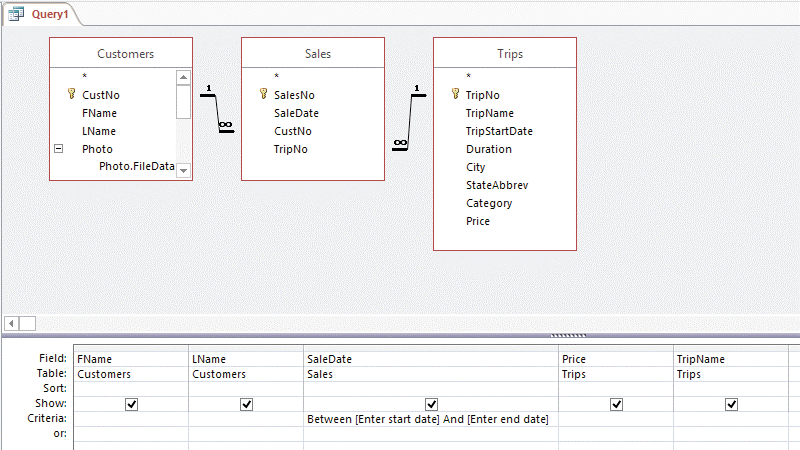 Query1
Customers
*
CustNo
FName
LName
Photo
Photo.FileData
1
∞
Sales
*
SalesNo
SaleDate
CustNo
TripNo
1
∞
Trips
*
TripNo
TripName
TripStartDate
Duration
City
StateAbbrev
Category
Price
Field: FName LName SaleDate Price TripName
Table: Customers Customers Sales Trips Trips
Sort:
Show:
Criteria: Between [Enter start date] And [Enter end date]
or: